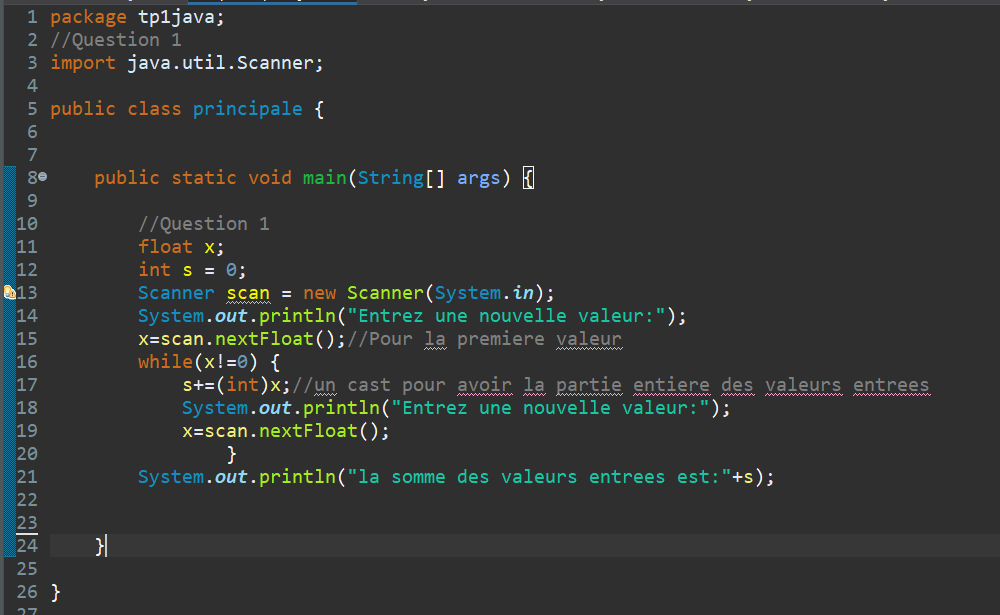 1 package tp1java;
2 //Question 1
3 import java.util.Scanner;
4
5 public class principale {
6
7
8 public static void main(String[] args) {
9
10 //Question 1
11 float x;
12 int s = 0;
13 Scanner scan = new Scanner(System.in);
14 System.out.println("Entrez une nouvelle valeur:");
15 x=scan.nextFloat();//Pour la premiere valeur
16 while(x!=0) {
17 s+=(int)x;//un cast pour avoir la partie entiere des valeurs entrees
18 System.out.println("Entrez une nouvelle valeur:");
19 x=scan.nextFloat();
20 }
21 System.out.println("la somme des valeurs entrees est:"+s);
22
23
24 }
25
26 }
27